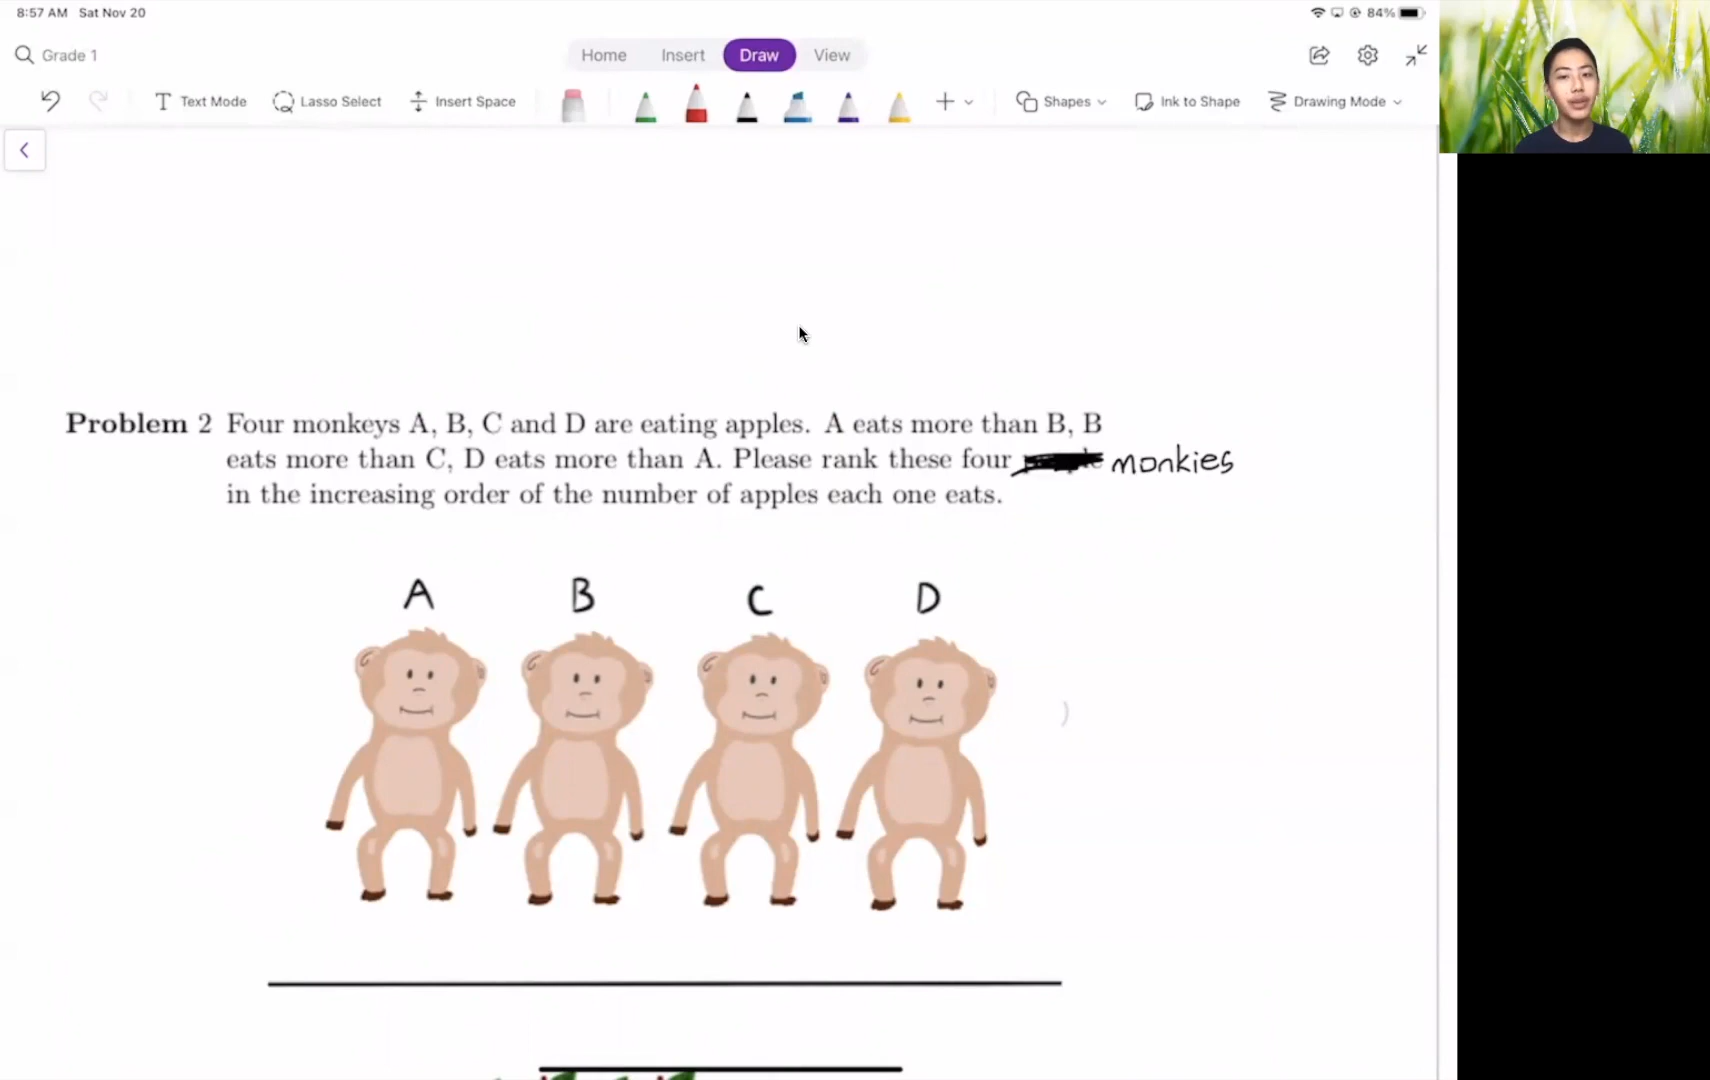 8:57 AM Sat Nov 20
84%
Grade 1
Home Insert Draw View
Text Mode Lasso Select Insert Space Shapes Ink to Shape Drawing Mode
Problem 2 Four monkeys A, B, C and D are eating apples. A eats more than B, B
eats more than C, D eats more than A. Please rank these four monkies
in the increasing order of the number of apples each one eats.
A B C D